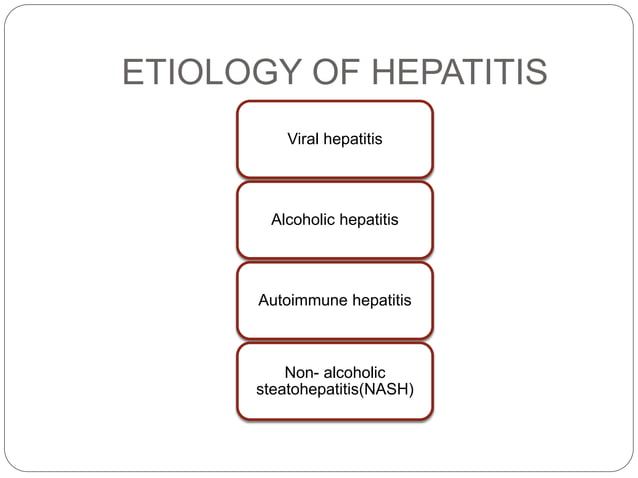 ETIOLOGY OF HEPATITIS
Viral hepatitis
Alcoholic hepatitis
Autoimmune hepatitis
Non- alcoholic
steatohepatitis(NASH)